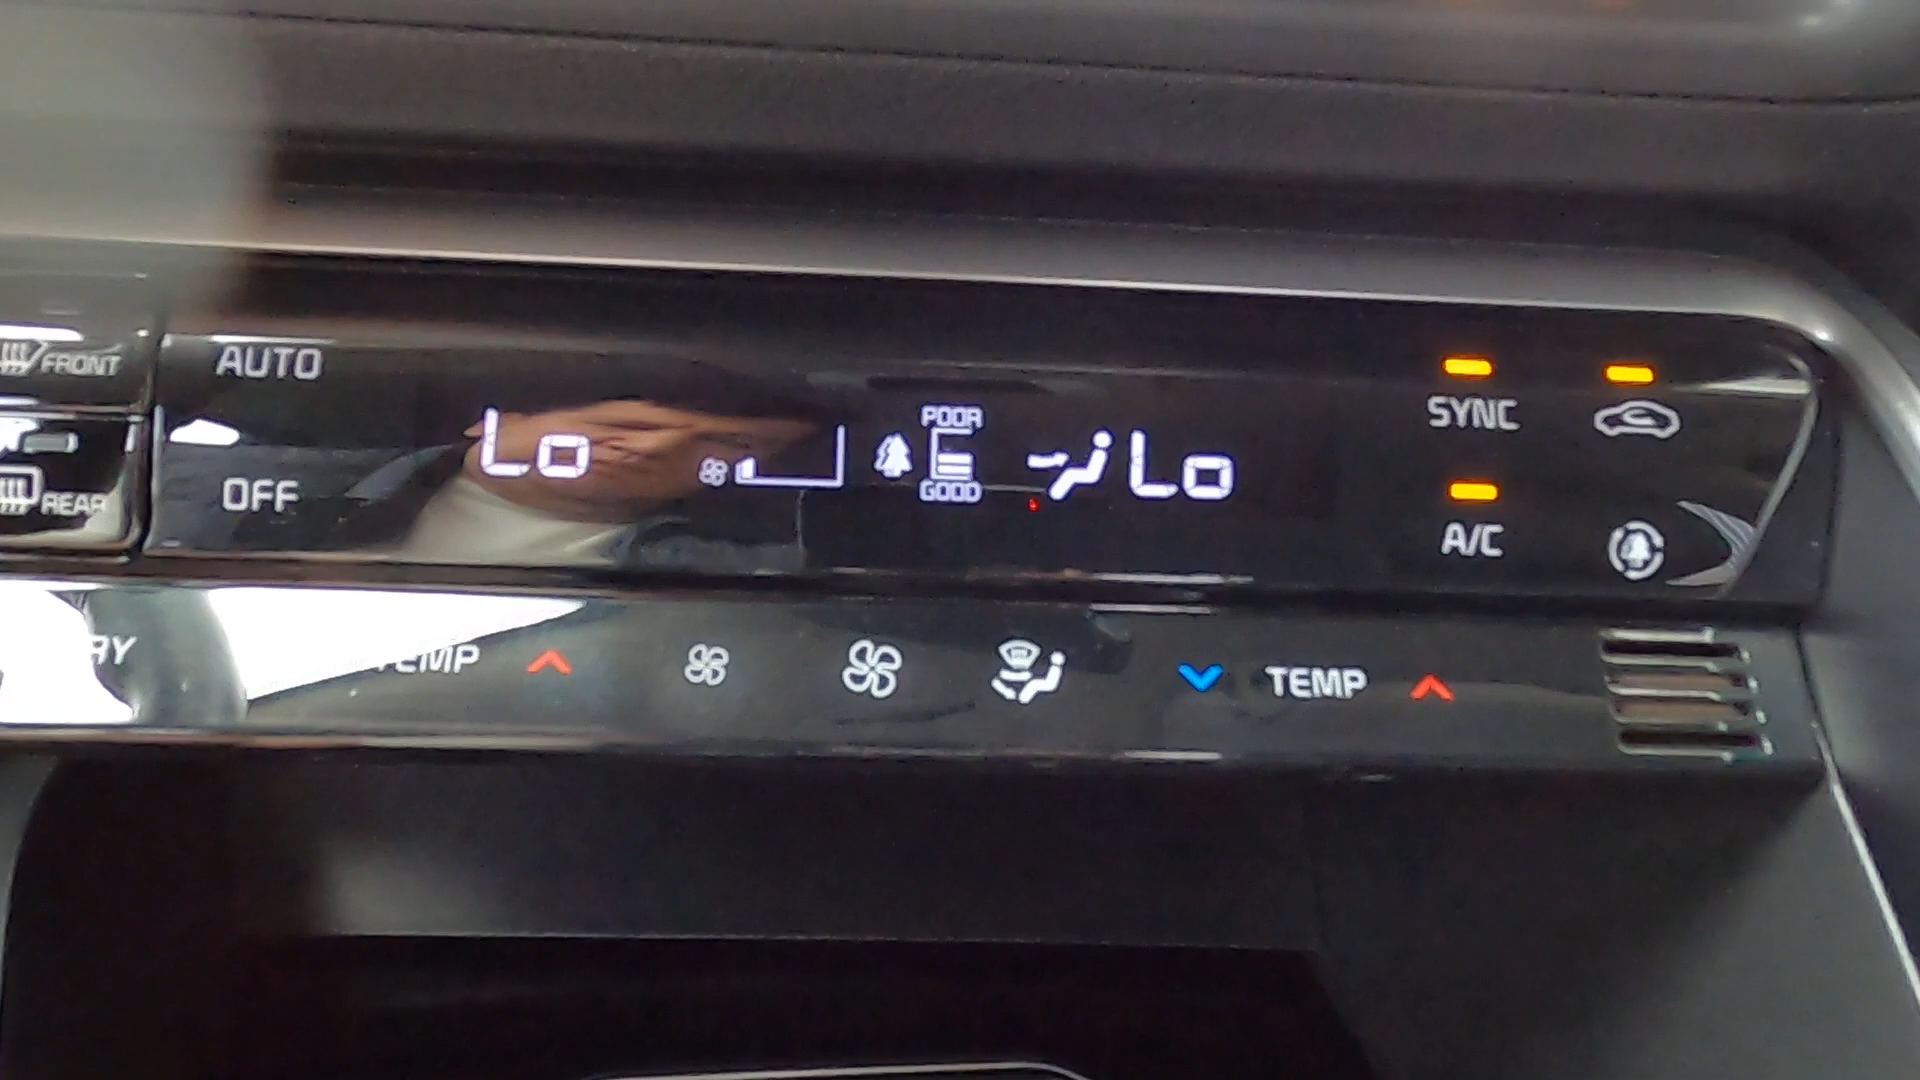 FRONT
AUTO
POOR
SYNC
Lo
Lo
REAR
OFF
GOOD
A/C
TEMP
TEMP